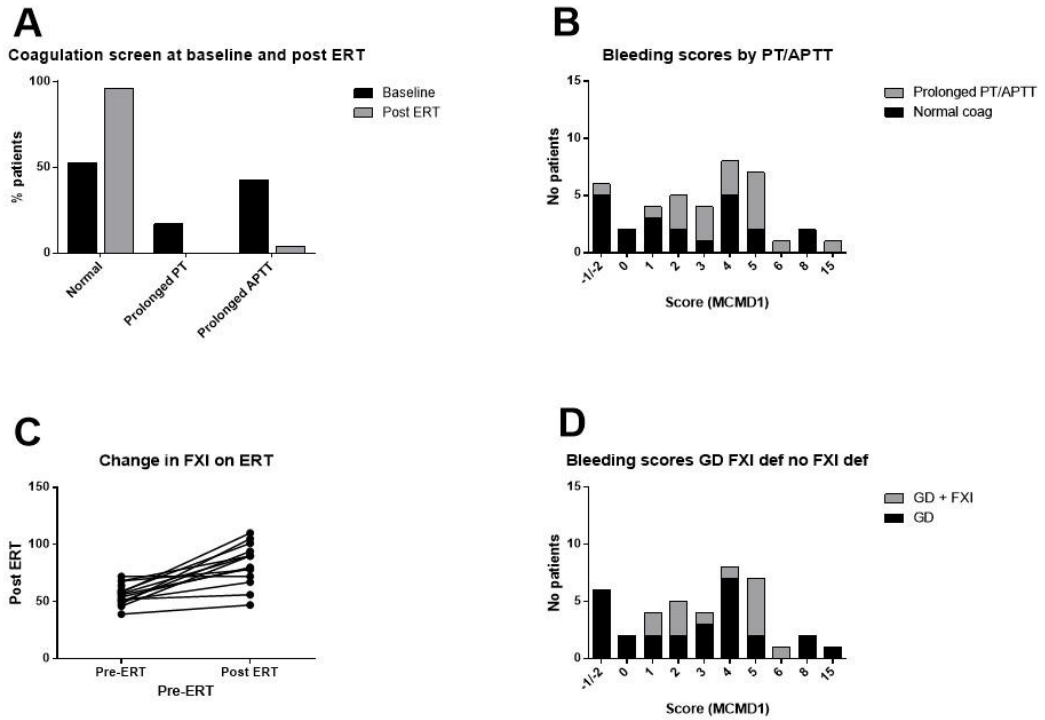 A
Coagulation screen at baseline and post ERT
100
50
0
% patients
Normal
Prolonged PT
Prolonged APTT
Baseline
Post ERT
B
Bleeding scores by PT/APTT
15
10
5
0
No patients
-1/-2
0
1
2
3
4
5
6
8
15
Score (MCMD1)
Prolonged PT/APTT
Normal coag
C
Change in FXI on ERT
150
100
50
0
Post ERT
Pre-ERT
Post ERT
Pre-ERT
D
Bleeding scores GD FXI def no FXI def
15
10
5
0
No patients
-1/-2
0
1
2
3
4
5
6
8
15
Score (MCMD1)
GD + FXI
GD